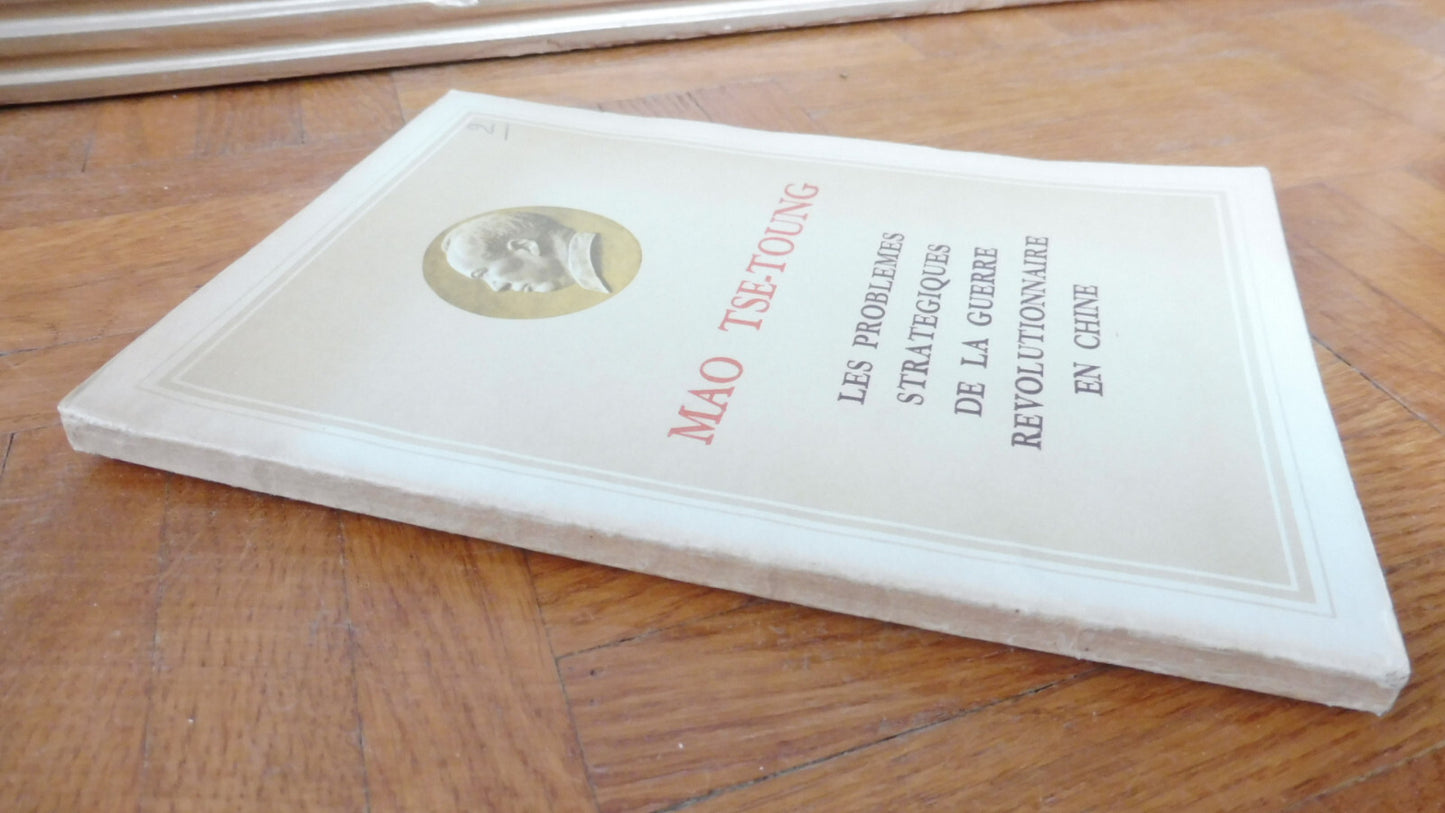 2
MAO TSE-TOUNG
LES PROBLEMES
STRATEGIQUES
DE LA GUERRE
REVOLUTIONNAIRE
EN CHINE